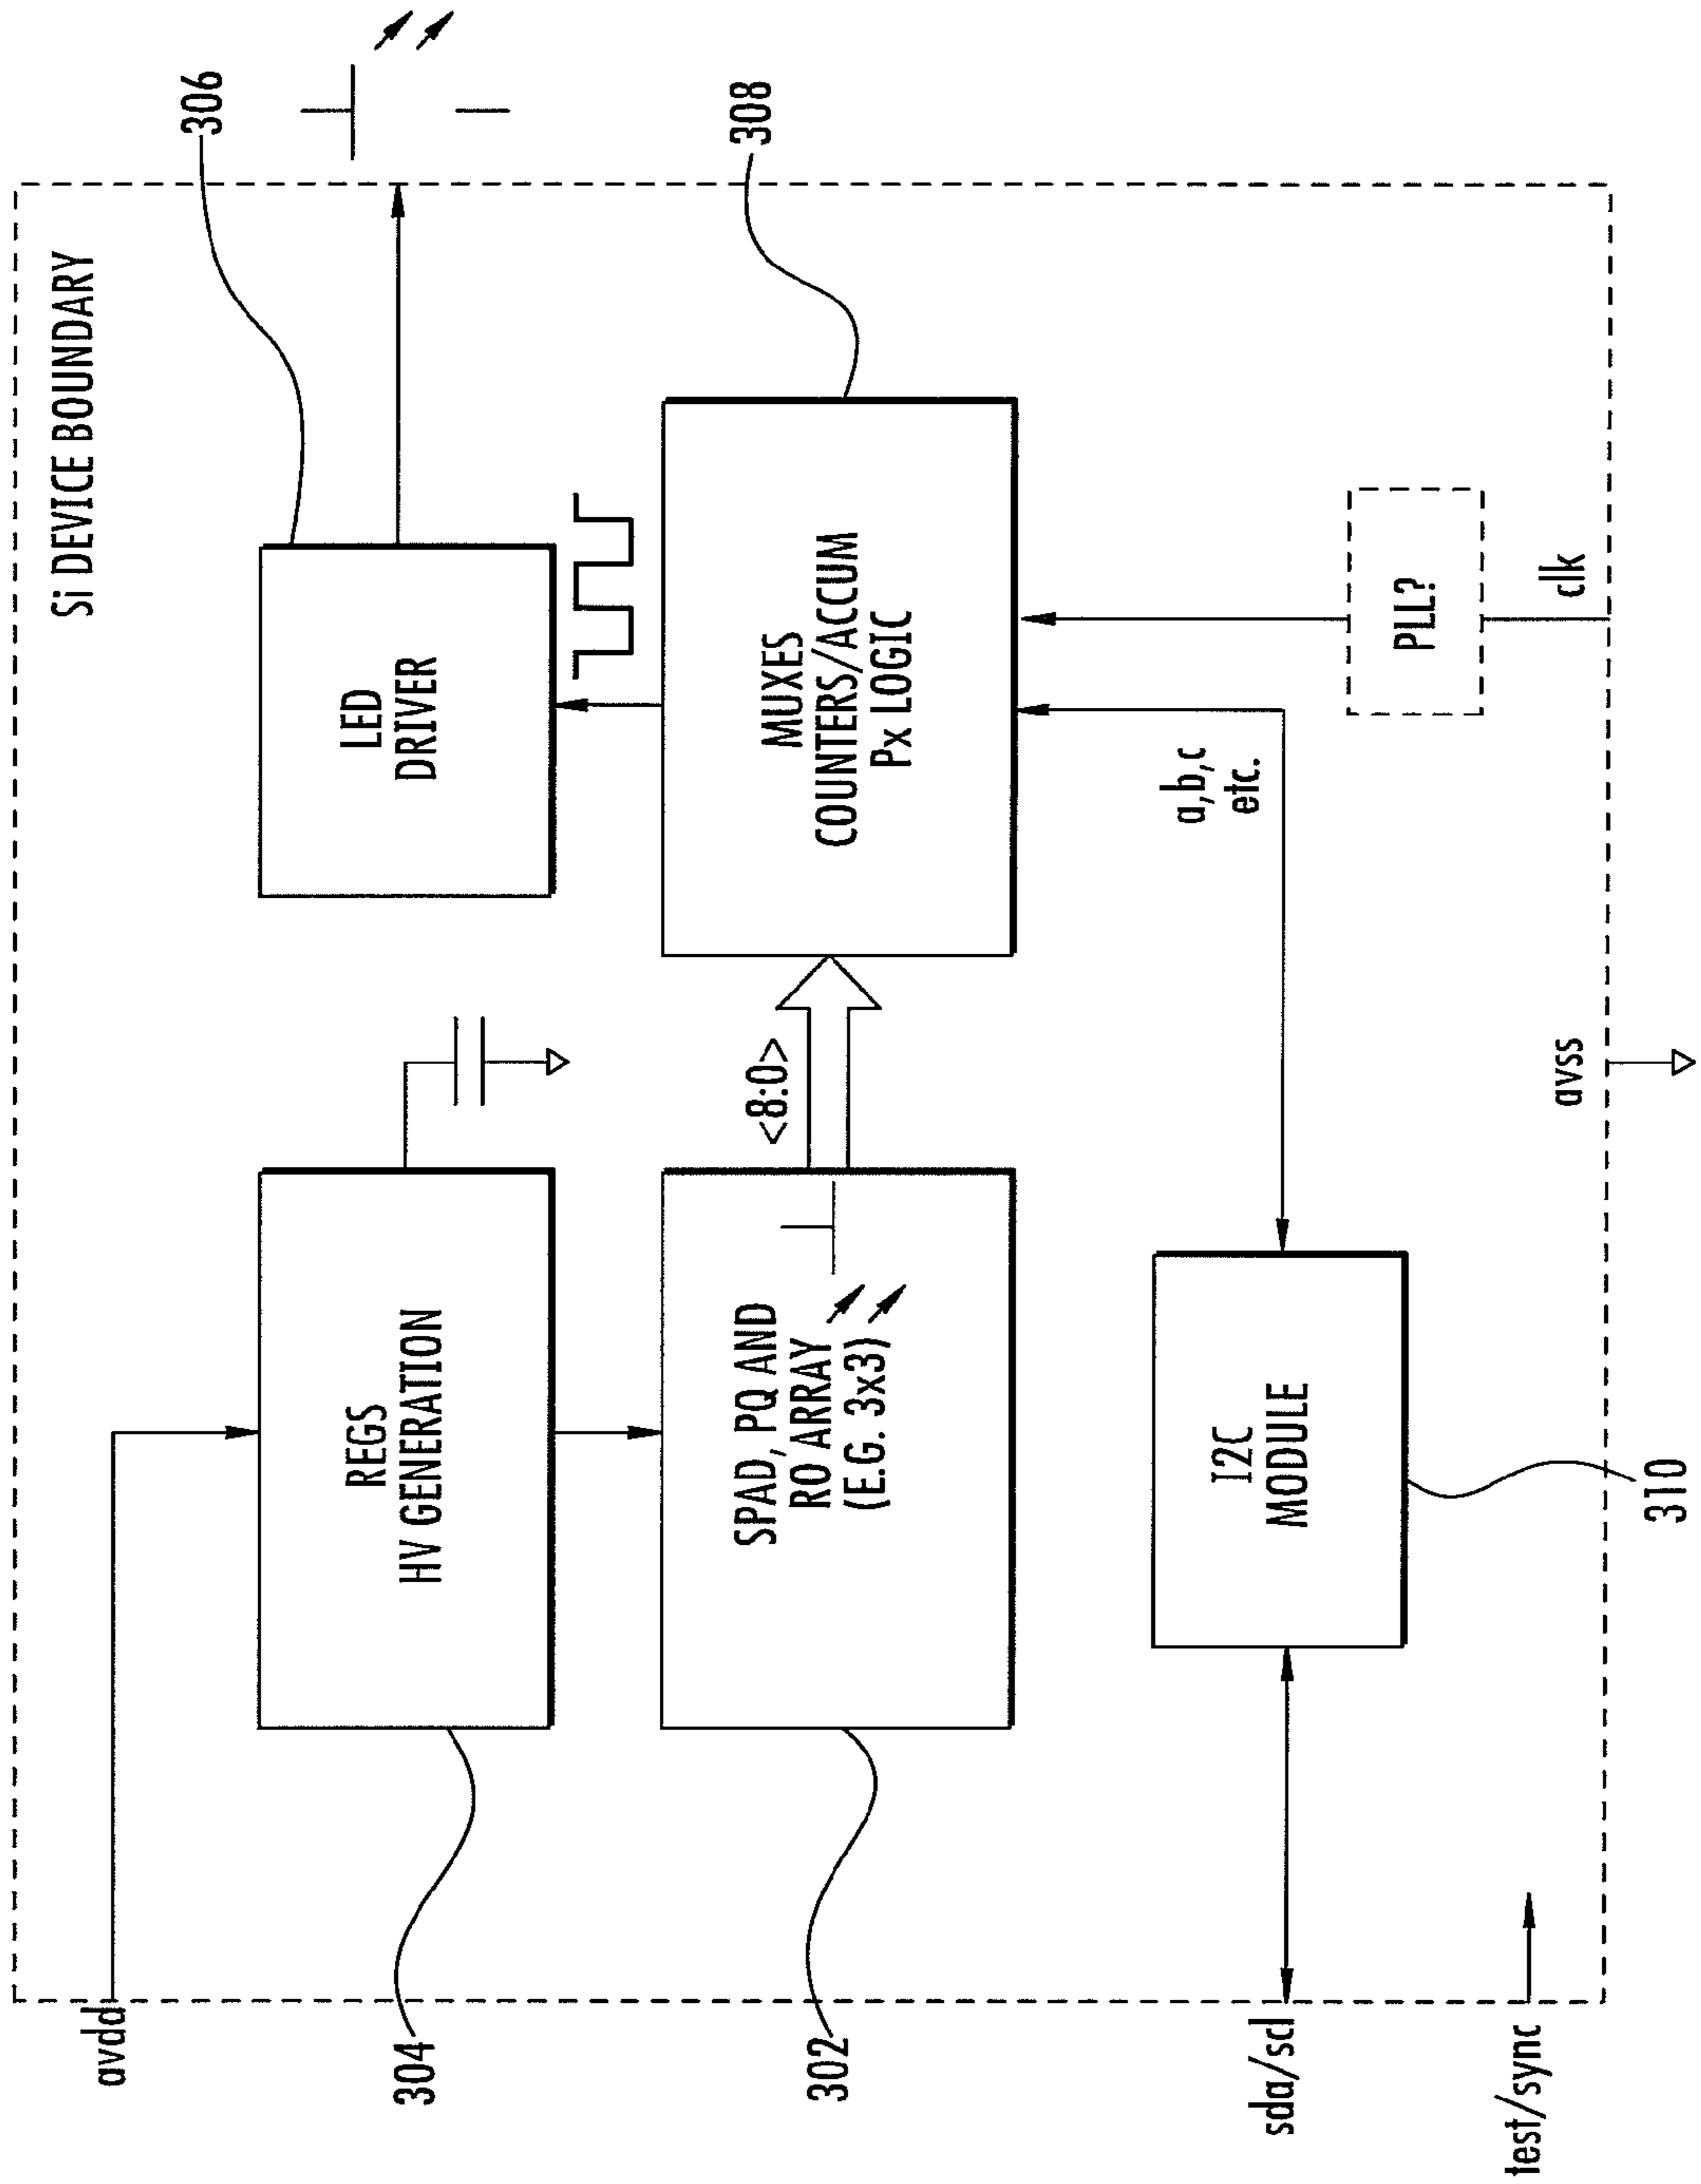 Si DEVICE BOUNDARY
306
avdd
REGS
HV GENERATION
LED
DRIVER
304
308
<8:0>
SPAD, PQ AND
RO ARRAY
(E.G. 3x3)
MUXES
COUNTERS/ACCUM
Px LOGIC
302
a,b,c
etc.
I2C
MODULE
PLL?
sda/scl
clk
test/sync
avss
310